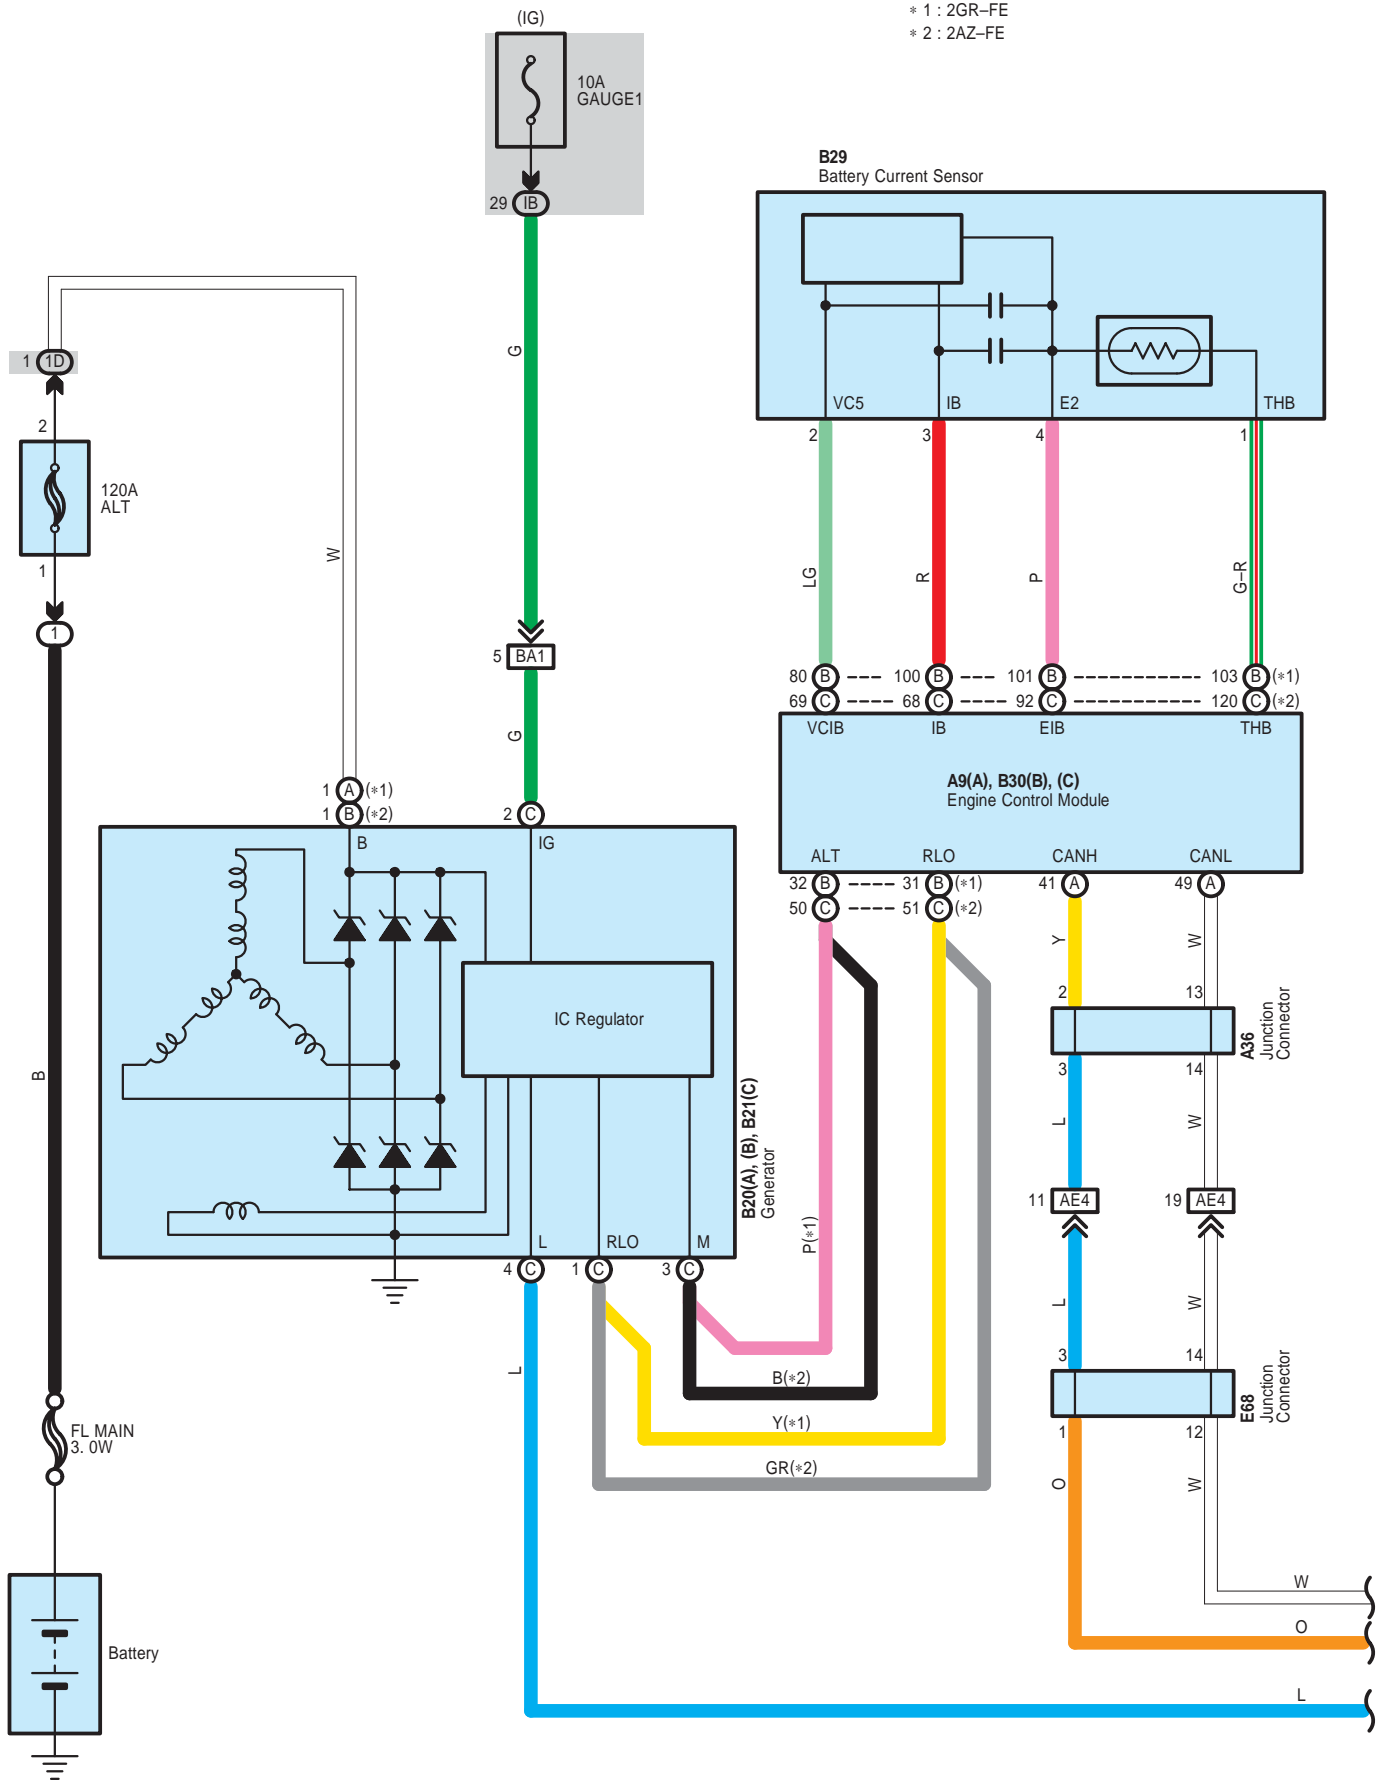 * 1 : 2GR–FE
* 2 : 2AZ–FE
(IG)
10A
GAUGE1
29 IB
B29
Battery Current Sensor
VC5 IB E2 THB
2 3 4 1
1 1D
2
120A
ALT
1
1
W
G
LG
R
P
G–R
5 BA1
G
80 B 100 B 101 B 103 B (*1)
69 C 68 C 92 C 120 C (*2)
VCIB IB EIB THB
A9(A), B30(B), (C)
Engine Control Module
ALT RLO CANH CANL
32 B 31 B (*1) 41 A 49 A
50 C 51 C (*2)
1 A (*1)
1 B (*2)
2 C
B IG
IC Regulator
B20(A), (B), B21(C)
Generator
L RLO M
4 C 1 C 3 C
B
Y W
2 13
A36
Junction
Connector
3 14
L W
11 AE4 19 AE4
L W
3 14
E68
Junction
Connector
1 12
O W
P(*1)
B(*2)
Y(*1)
GR(*2)
L
FL MAIN
3. 0W
Battery
W
O
L